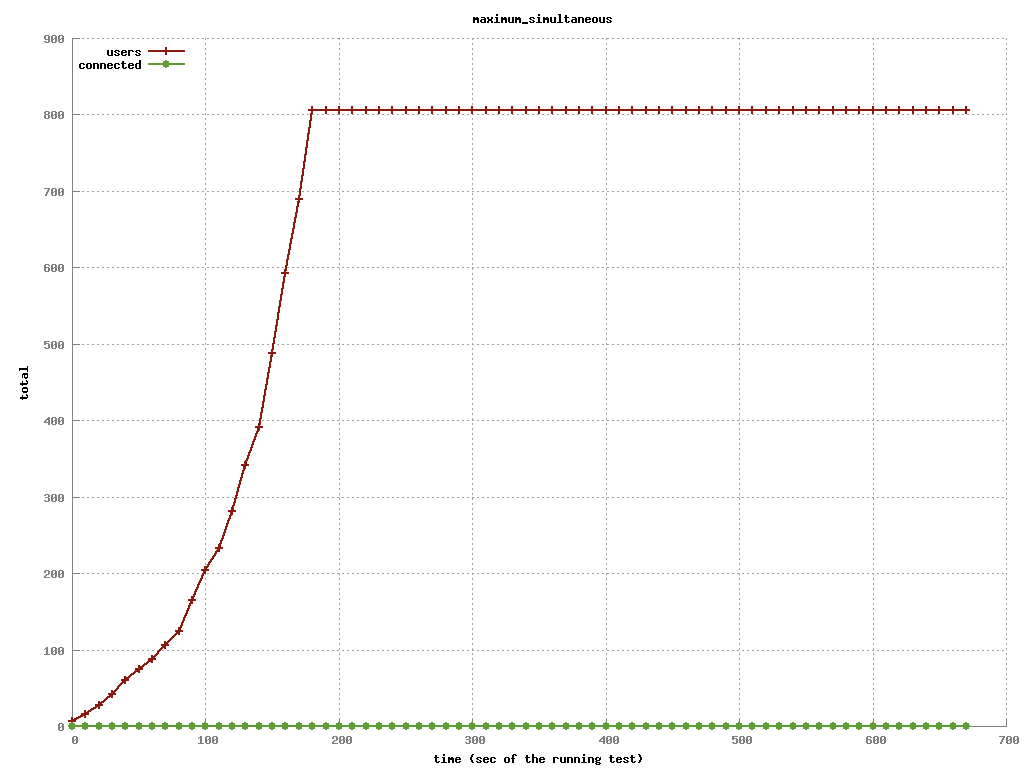 maximum_simultaneous
users
connected
900
800
700
600
500
400
300
200
100
0
total
0 100 200 300 400 500 600 700
time (sec of the running test)